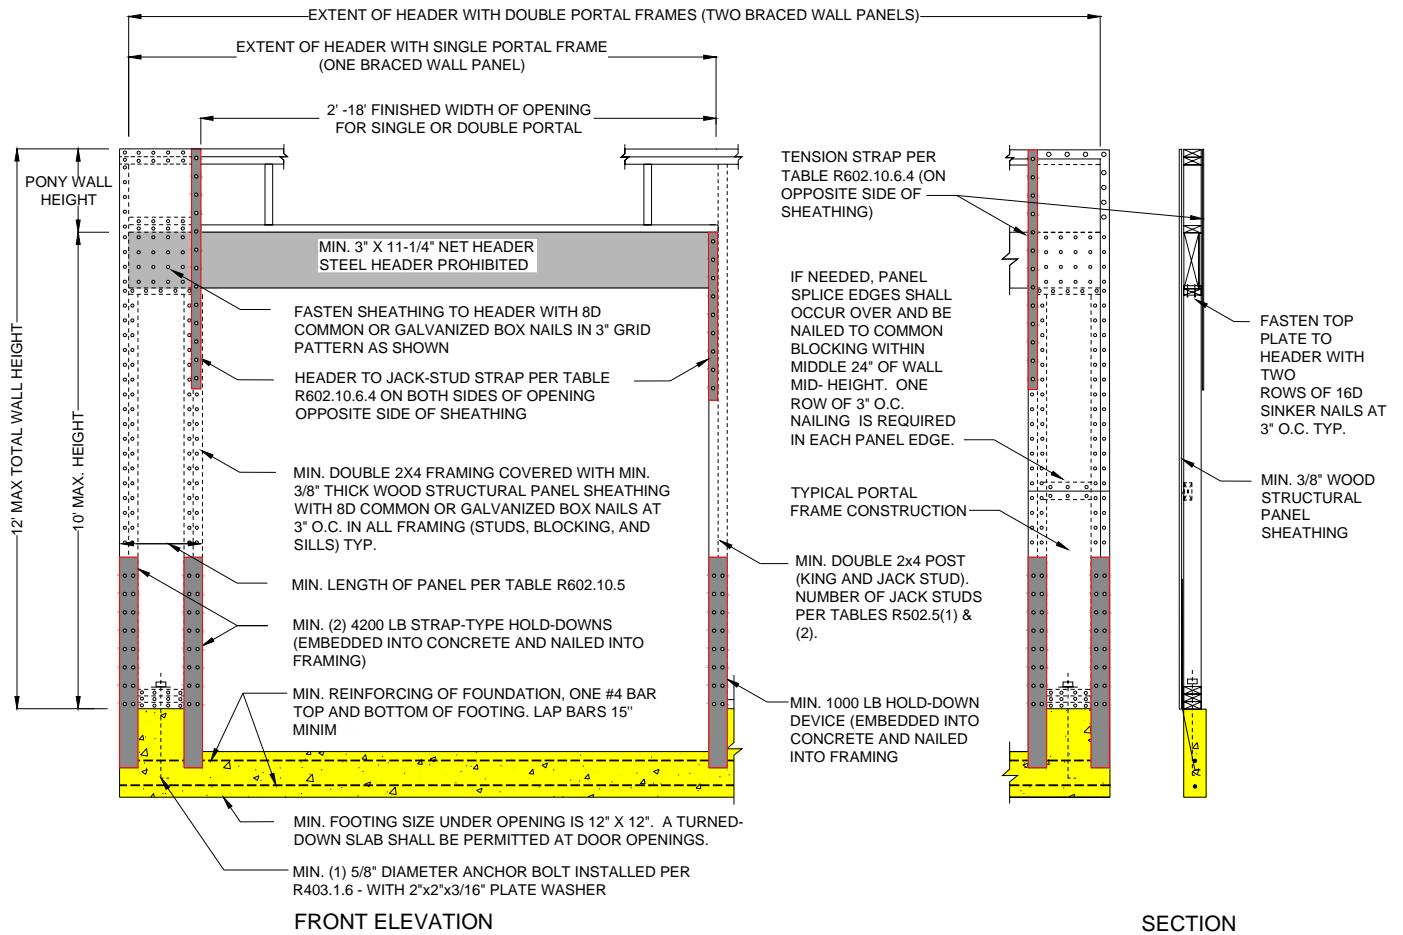 EXTENT OF HEADER WITH DOUBLE PORTAL FRAMES (TWO BRACED WALL PANELS)
EXTENT OF HEADER WITH SINGLE PORTAL FRAME
(ONE BRACED WALL PANEL)
2' -18' FINISHED WIDTH OF OPENING
FOR SINGLE OR DOUBLE PORTAL
PONY WALL
HEIGHT
12' MAX TOTAL WALL HEIGHT
10' MAX. HEIGHT
MIN. 3" X 11-1/4" NET HEADER
STEEL HEADER PROHIBITED
FASTEN SHEATHING TO HEADER WITH 8D
COMMON OR GALVANIZED BOX NAILS IN 3" GRID
PATTERN AS SHOWN
HEADER TO JACK-STUD STRAP PER TABLE
R602.10.6.4 ON BOTH SIDES OF OPENING
OPPOSITE SIDE OF SHEATHING
MIN. DOUBLE 2X4 FRAMING COVERED WITH MIN.
3/8" THICK WOOD STRUCTURAL PANEL SHEATHING
WITH 8D COMMON OR GALVANIZED BOX NAILS AT
3" O.C. IN ALL FRAMING (STUDS, BLOCKING, AND
SILLS) TYP.
MIN. LENGTH OF PANEL PER TABLE R602.10.5
MIN. (2) 4200 LB STRAP-TYPE HOLD-DOWNS
(EMBEDDED INTO CONCRETE AND NAILED INTO
FRAMING)
MIN. REINFORCING OF FOUNDATION, ONE #4 BAR
TOP AND BOTTOM OF FOOTING. LAP BARS 15"
MINIM
MIN. FOOTING SIZE UNDER OPENING IS 12" X 12".  A TURNED-
DOWN SLAB SHALL BE PERMITTED AT DOOR OPENINGS.
MIN. (1) 5/8" DIAMETER ANCHOR BOLT INSTALLED PER
R403.1.6 - WITH 2"x2"x3/16" PLATE WASHER
FRONT ELEVATION
TENSION STRAP PER
TABLE R602.10.6.4 (ON
OPPOSITE SIDE OF
SHEATHING)
IF NEEDED, PANEL
SPLICE EDGES SHALL
OCCUR OVER AND BE
NAILED TO COMMON
BLOCKING WITHIN
MIDDLE 24" OF WALL
MID- HEIGHT.  ONE
ROW OF 3" O.C.
NAILING  IS REQUIRED
IN EACH PANEL EDGE.
TYPICAL PORTAL
FRAME CONSTRUCTION
MIN. DOUBLE 2x4 POST
(KING AND JACK STUD).
NUMBER OF JACK STUDS
PER TABLES R502.5(1) &
(2).
MIN. 1000 LB HOLD-DOWN
DEVICE (EMBEDDED INTO
CONCRETE AND NAILED
INTO FRAMING
FASTEN TOP
PLATE TO
HEADER WITH
TWO
ROWS OF 16D
SINKER NAILS AT
3" O.C. TYP.
MIN. 3/8" WOOD
STRUCTURAL
PANEL
SHEATHING
SECTION